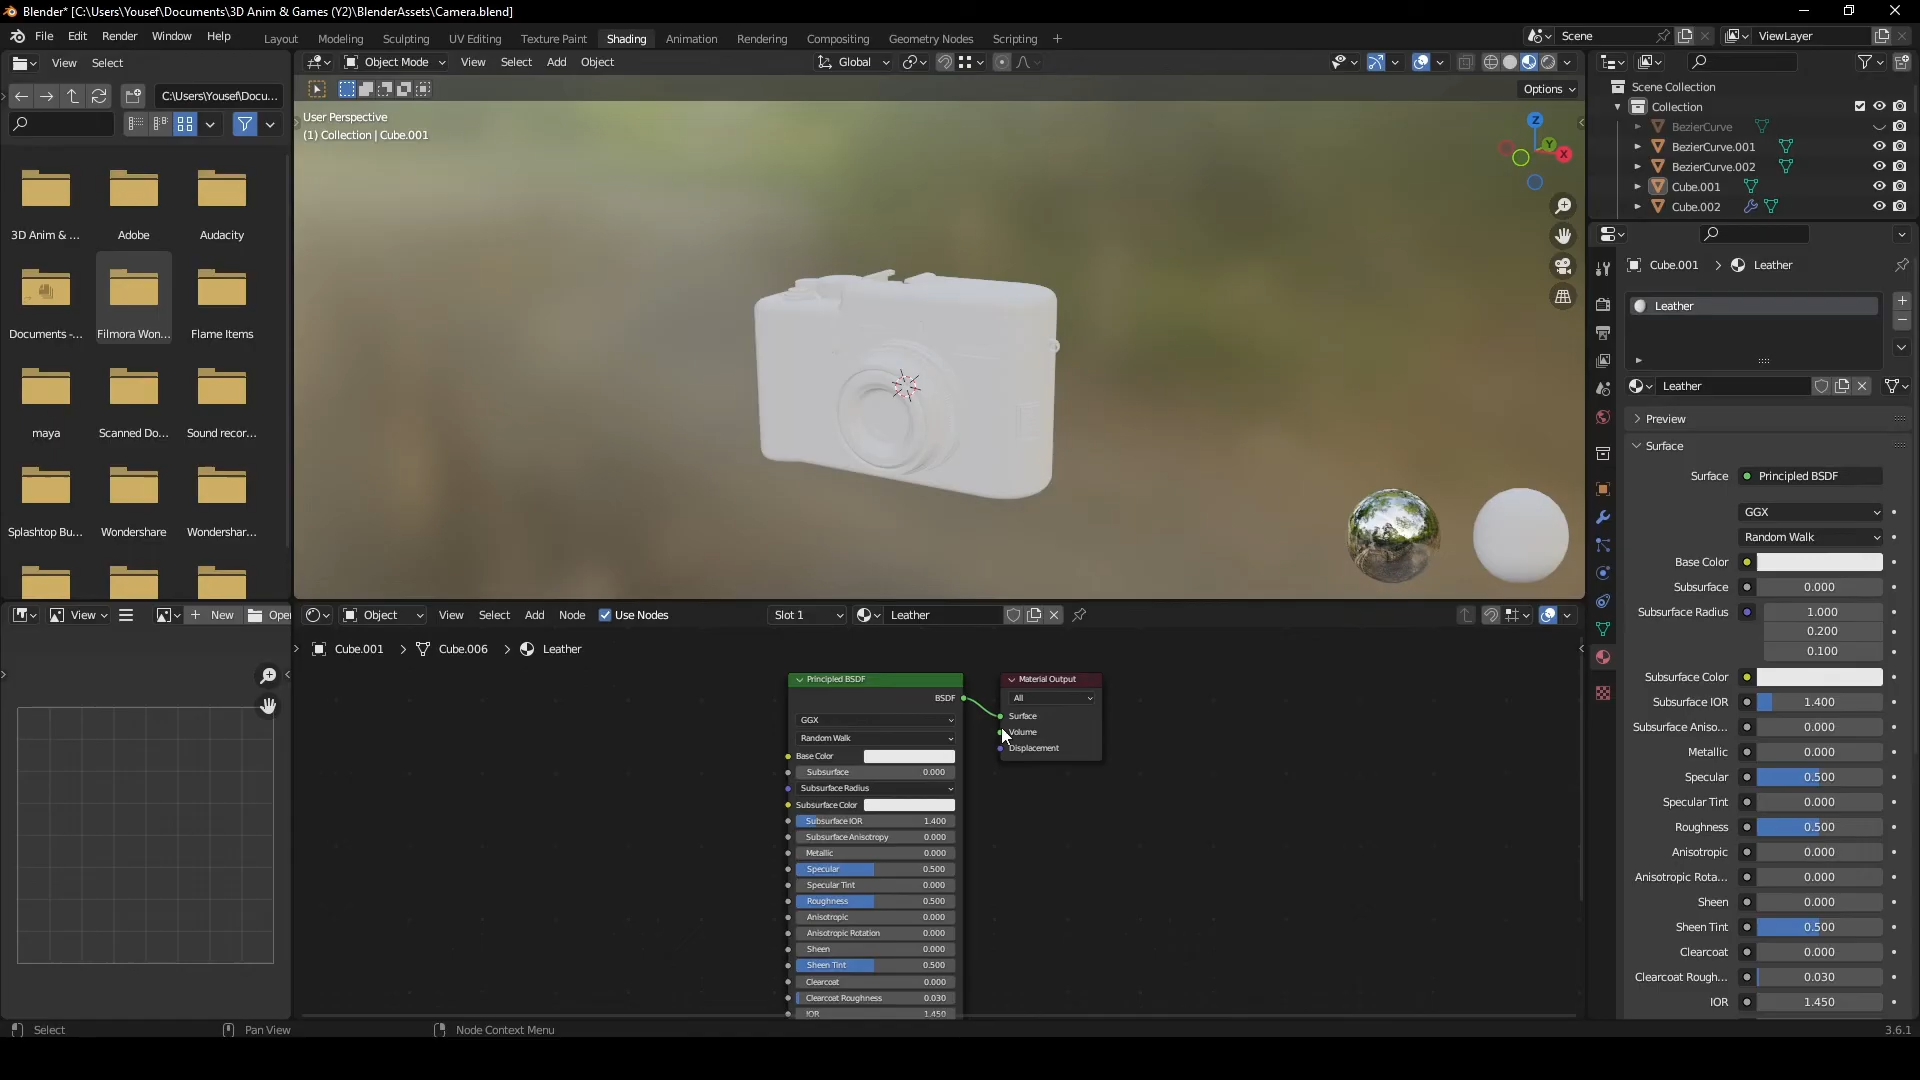 Blender* [C:\Users\Yousef\Documents\3D Anim & Games (Y2)\BlenderAssets\Camera.blend]
File Edit Render Window Help
Layout Modeling Sculpting UV Editing Texture Paint Shading Animation Rendering Compositing Geometry Nodes Scripting +
Scene
ViewLayer
View Select
C:\Users\Yousef\Docu...
3D Anim & ... Adobe Audacity
Documents -... Filmora Won... Flame Items
maya Scanned Do... Sound recor...
Splashtop Bu... Wondershare Wondershar...
Object Mode View Select Add Object
Global
Options
User Perspective
(1) Collection | Cube.001
Z
Y
X
Scene Collection
Collection
BezierCurve
BezierCurve.001
BezierCurve.002
Cube.001
Cube.002
Cube.001 > Leather
Leather
Leather
Preview
Surface
Surface Principled BSDF
GGX
Random Walk
Base Color
Subsurface 0.000
Subsurface Radius 1.000
0.200
0.100
Subsurface Color
Subsurface IOR 1.400
Subsurface Aniso... 0.000
Metallic 0.000
Specular 0.500
Specular Tint 0.000
Roughness 0.500
Anisotropic 0.000
Anisotropic Rota... 0.000
Sheen 0.000
Sheen Tint 0.500
Clearcoat 0.000
Clearcoat Rough... 0.030
IOR 1.450
View
New
Open
Object View Select Add Node Use Nodes
Slot 1
Leather
Cube.001 > Cube.006 > Leather
Principled BSDF
BSDF
GGX
Random Walk
Base Color
Subsurface 0.000
Subsurface Radius
Subsurface Color
Subsurface IOR 1.400
Subsurface Anisotropy 0.000
Metallic 0.000
Specular 0.500
Specular Tint 0.000
Roughness 0.500
Anisotropic 0.000
Anisotropic Rotation 0.000
Sheen 0.000
Sheen Tint 0.500
Clearcoat 0.000
Clearcoat Roughness 0.030
IOR 1.450
Material Output
All
Surface
Volume
Displacement
Select
Pan View
Node Context Menu
3.6.1